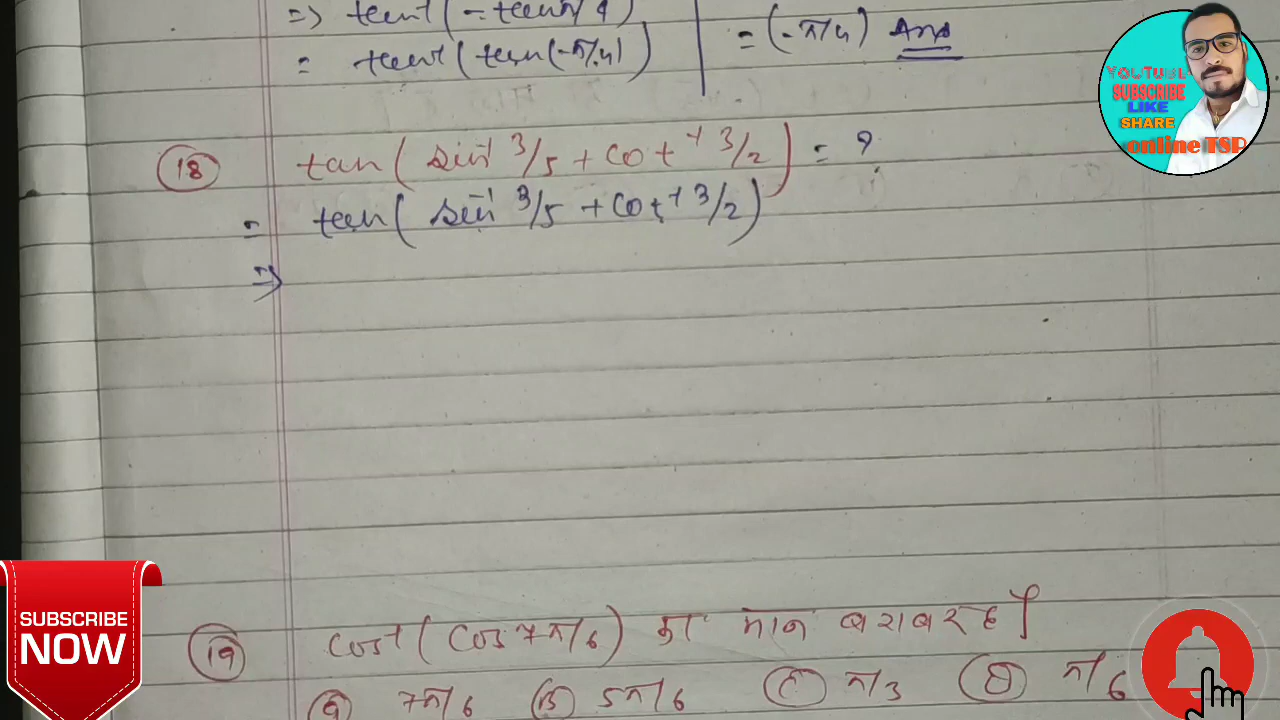 => tan⁻¹(-tan π/4)
= tan⁻¹(tan(-π/4))
= (-π/4) Ans
(18) tan(sin⁻¹ 3/5 + cot⁻¹ 3/2) = ?
= tan(sin⁻¹ 3/5 + cot⁻¹ 3/2)
=>
(19) cos⁻¹(cos 7π/6) का मान बराबर है।
(A) 7π/6 (B) 5π/6 (C) π/3 (D) π/6
YOUTUBE
SUBSCRIBE
LIKE
SHARE
online TSP
SUBSCRIBE
NOW